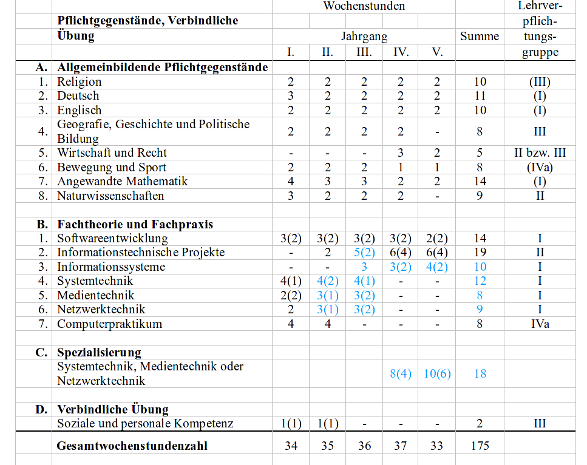 Wochenstunden Lehrver-
Pflichtgegenstände, Verbindliche pflich-
Übung Jahrgang Summe tungs-
I. II. III. IV. V. gruppe
A. Allgemeinbildende Pflichtgegenstände
1. Religion 2 2 2 2 2 10 (III)
2. Deutsch 3 2 2 2 2 11 (I)
3. Englisch 2 2 2 2 2 10 (I)
4. Geografie, Geschichte und Politische Bildung 2 2 2 2 - 8 III
5. Wirtschaft und Recht - - - 3 2 5 II bzw. III
6. Bewegung und Sport 2 2 2 1 1 8 (IVa)
7. Angewandte Mathematik 4 3 3 2 2 14 (I)
8. Naturwissenschaften 3 2 2 2 - 9 II
B. Fachtheorie und Fachpraxis
1. Softwareentwicklung 3(2) 3(2) 3(2) 3(2) 2(2) 14 I
2. Informationstechnische Projekte - 2 5(2) 6(4) 6(4) 19 II
3. Informationssysteme - - 3 3(2) 4(2) 10 I
4. Systemtechnik 4(1) 4(2) 4(1) - - 12 I
5. Medientechnik 2(2) 3(1) 3(2) - - 8 I
6. Netzwerktechnik 2 3(1) 3(2) - - 9 I
7. Computerpraktikum 4 4 - - - 8 IVa
C. Spezialisierung
Systemtechnik, Medientechnik oder
Netzwerktechnik 8(4) 10(6) 18
D. Verbindliche Übung
Soziale und personale Kompetenz 1(1) 1(1) - - - 2 III
Gesamtwochenstundenzahl 34 35 36 37 33 175